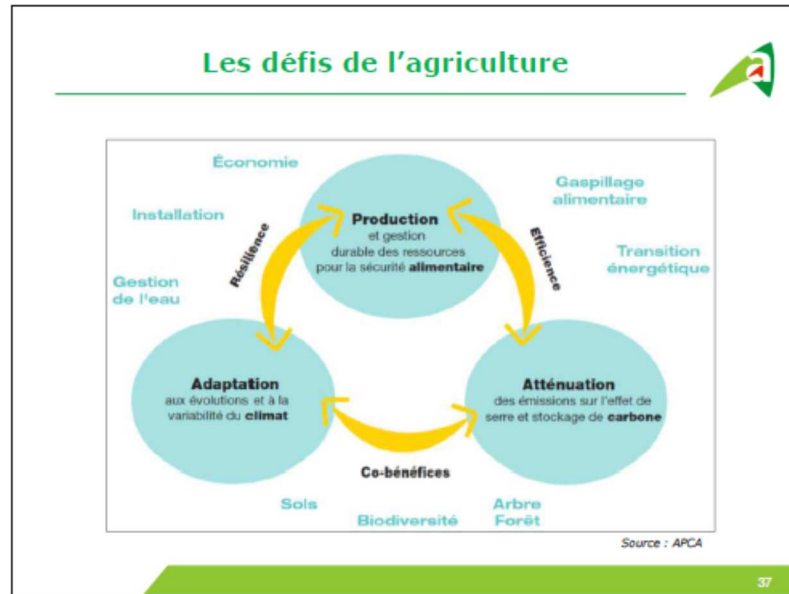 Les défis de l'agriculture
a
Économie
Gaspillage
alimentaire
Installation
Production
et gestion
durable des ressources
pour la sécurité alimentaire
Résilience
Efficience
Transition
énergétique
Gestion
de l'eau
Adaptation
aux évolutions et à la
variabilité du climat
Atténuation
des émissions sur l'effet de
serre et stockage de carbone
Co-bénéfices
Sols
Biodiversité
Arbre
Forêt
Source : APCA
37